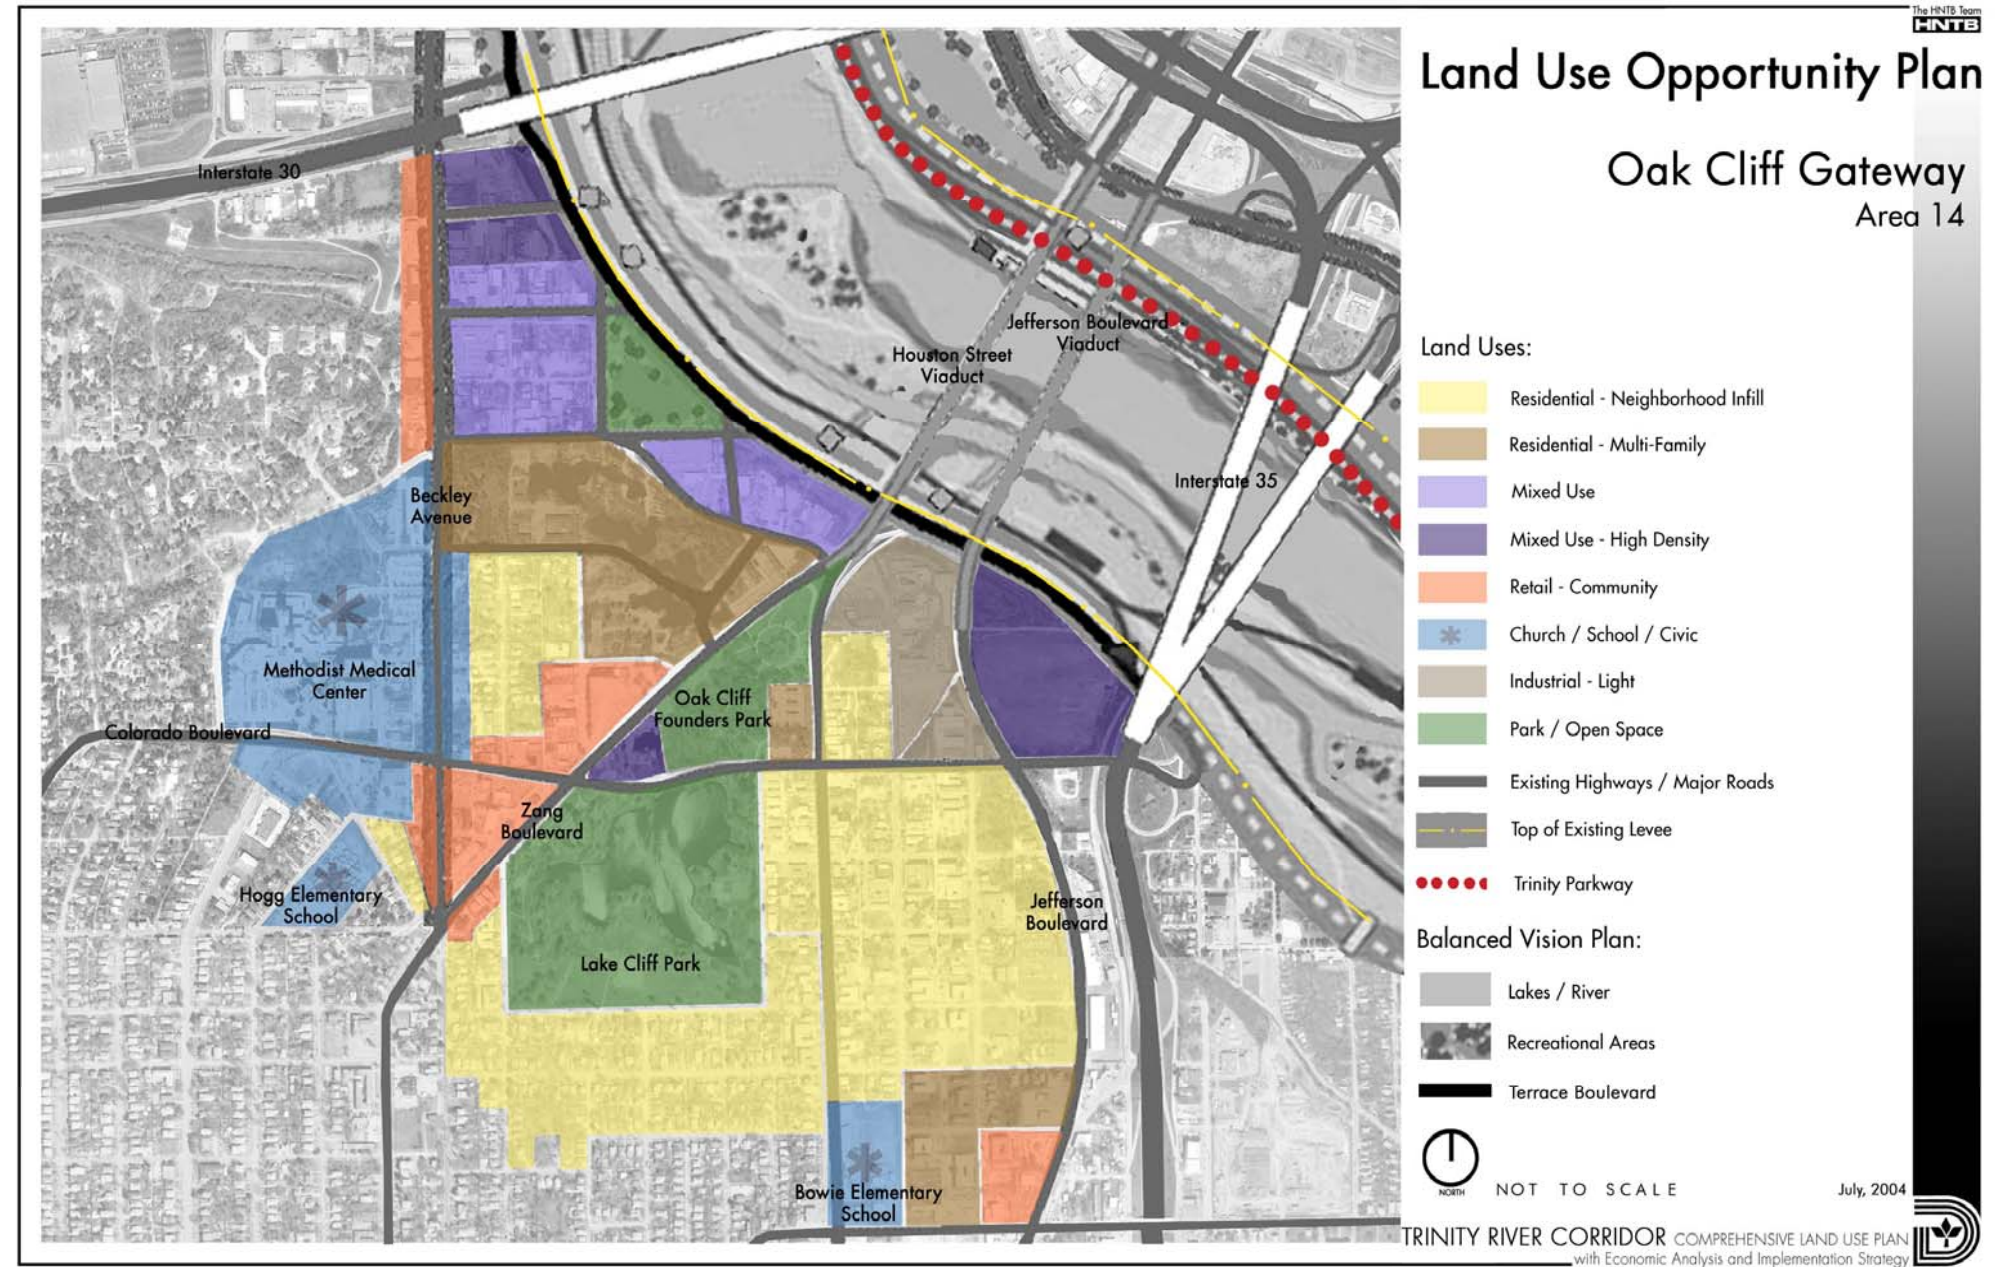 The HNTB Team
HNTB
Land Use Opportunity Plan
Oak Cliff Gateway
Area 14
Interstate 30
Jefferson Boulevard
Viaduct
Houston Street
Viaduct
Interstate 35
Beckley
Avenue
Methodist Medical
Center
Oak Cliff
Founders Park
Colorado Boulevard
Zang
Boulevard
Hogg Elementary
School
Jefferson
Boulevard
Lake Cliff Park
Bowie Elementary
School
Land Uses:
Residential - Neighborhood Infill
Residential - Multi-Family
Mixed Use
Mixed Use - High Density
Retail - Community
Church / School / Civic
Industrial - Light
Park / Open Space
Existing Highways / Major Roads
Top of Existing Levee
Trinity Parkway
Balanced Vision Plan:
Lakes / River
Recreational Areas
Terrace Boulevard
NORTH
NOT TO SCALE
July, 2004
TRINITY RIVER CORRIDOR COMPREHENSIVE LAND USE PLAN
with Economic Analysis and Implementation Strategy